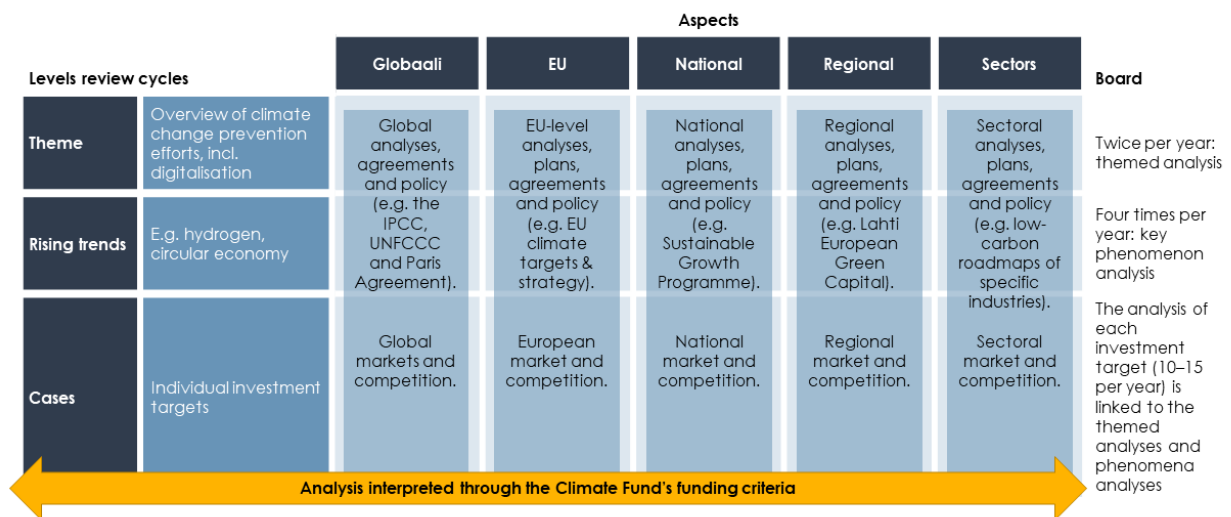 Aspects
Levels review cycles
Globaali
EU
National
Regional
Sectors
Board
Theme
Overview of climate
change prevention
efforts, incl.
digitalisation
Rising trends
E.g. hydrogen,
circular economy
Cases
Individual investment
targets
Global
analyses,
agreements
and policy
(e.g. the
IPCC,
UNFCCC
and Paris
Agreement).
Global
markets and
competition.
EU-level
analyses,
plans,
agreements
and policy
(e.g. EU
climate
targets &
strategy).
European
market and
competition.
National
analyses,
plans,
agreements
and policy
(e.g.
Sustainable
Growth
Programme).
National
market and
competition.
Regional
analyses,
plans,
agreements
and policy
(e.g. Lahti
European
Green
Capital).
Regional
market and
competition.
Sectoral
analyses,
plans,
agreements
and policy
(e.g. low-
carbon
roadmaps of
specific
industries).
Sectoral
market and
competition.
Twice per year:
themed analysis
Four times per
year: key
phenomenon
analysis
The analysis of
each
investment
target (10–15
per year) is
linked to the
themed
analyses and
phenomena
analyses
Analysis interpreted through the Climate Fund's funding criteria